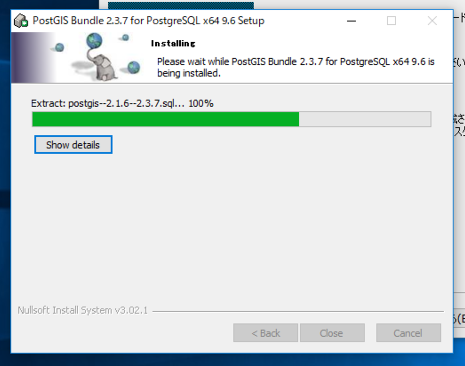 PostGIS Bundle 2.3.7 for PostgreSQL x64 9.6 Setup
Installing
Please wait while PostGIS Bundle 2.3.7 for PostgreSQL x64 9.6 is
being installed.
Extract: postgis--2.1.6--2.3.7.sql... 100%
Show details
Nullsoft Install System v3.02.1
< Back
Close
Cancel